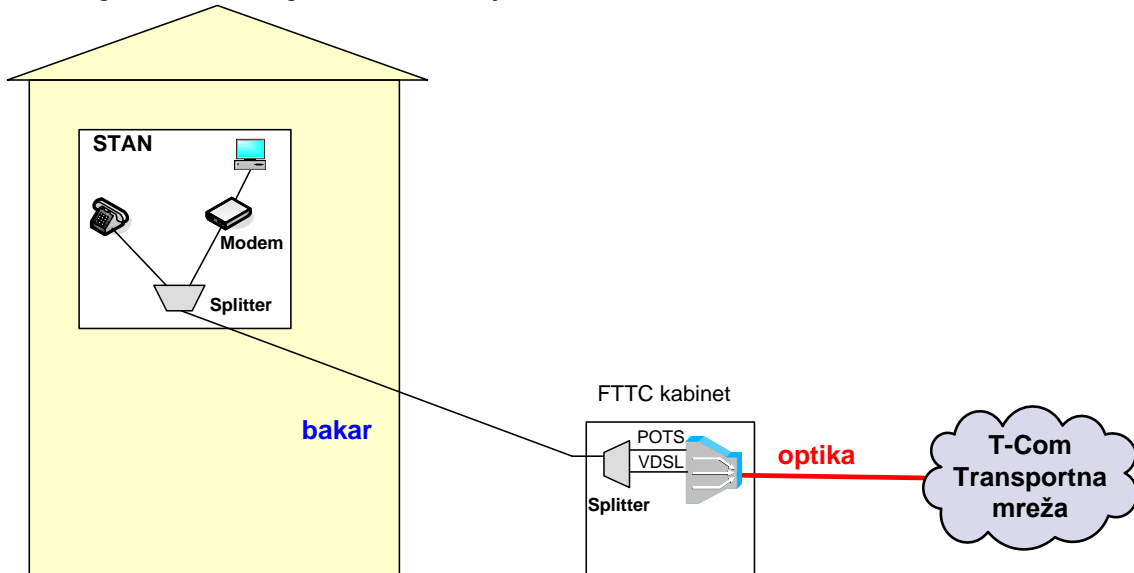 STAN
Modem
Splitter
bakar
FTTC kabinet
POTS
VDSL
Splitter
optika
T-Com
Transportna
mreža